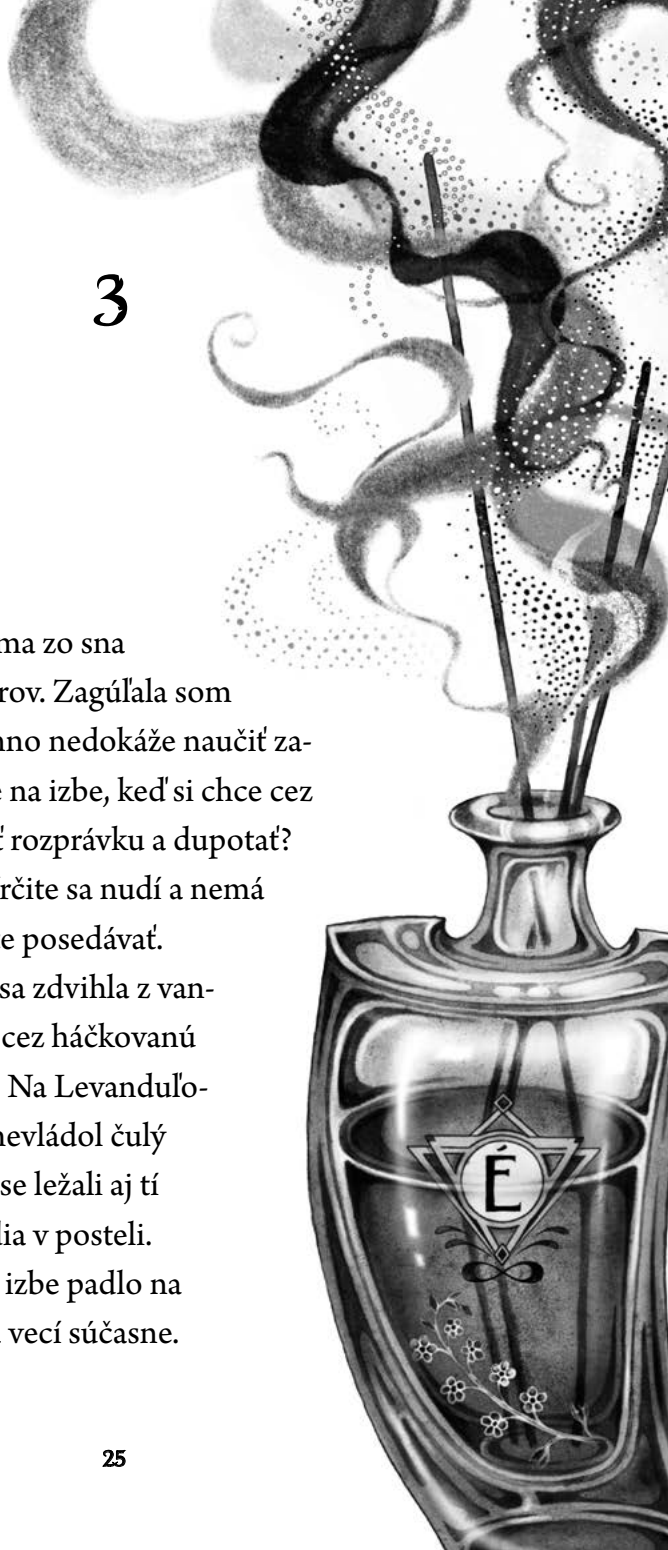 3
ma zo sna
rov. Zagúľala som
nno nedokáže naučiť za-
e na izbe, keď si chce cez
ť rozprávku a dupotať?
rčite sa nudí a nemá
te posedávať.
sa zdvihla z van-
cez háčkovanú
Na Levanduľo-
nevládol čulý
se ležali aj tí
lia v posteli.
izbe padlo na
vecí súčasne.
É
25